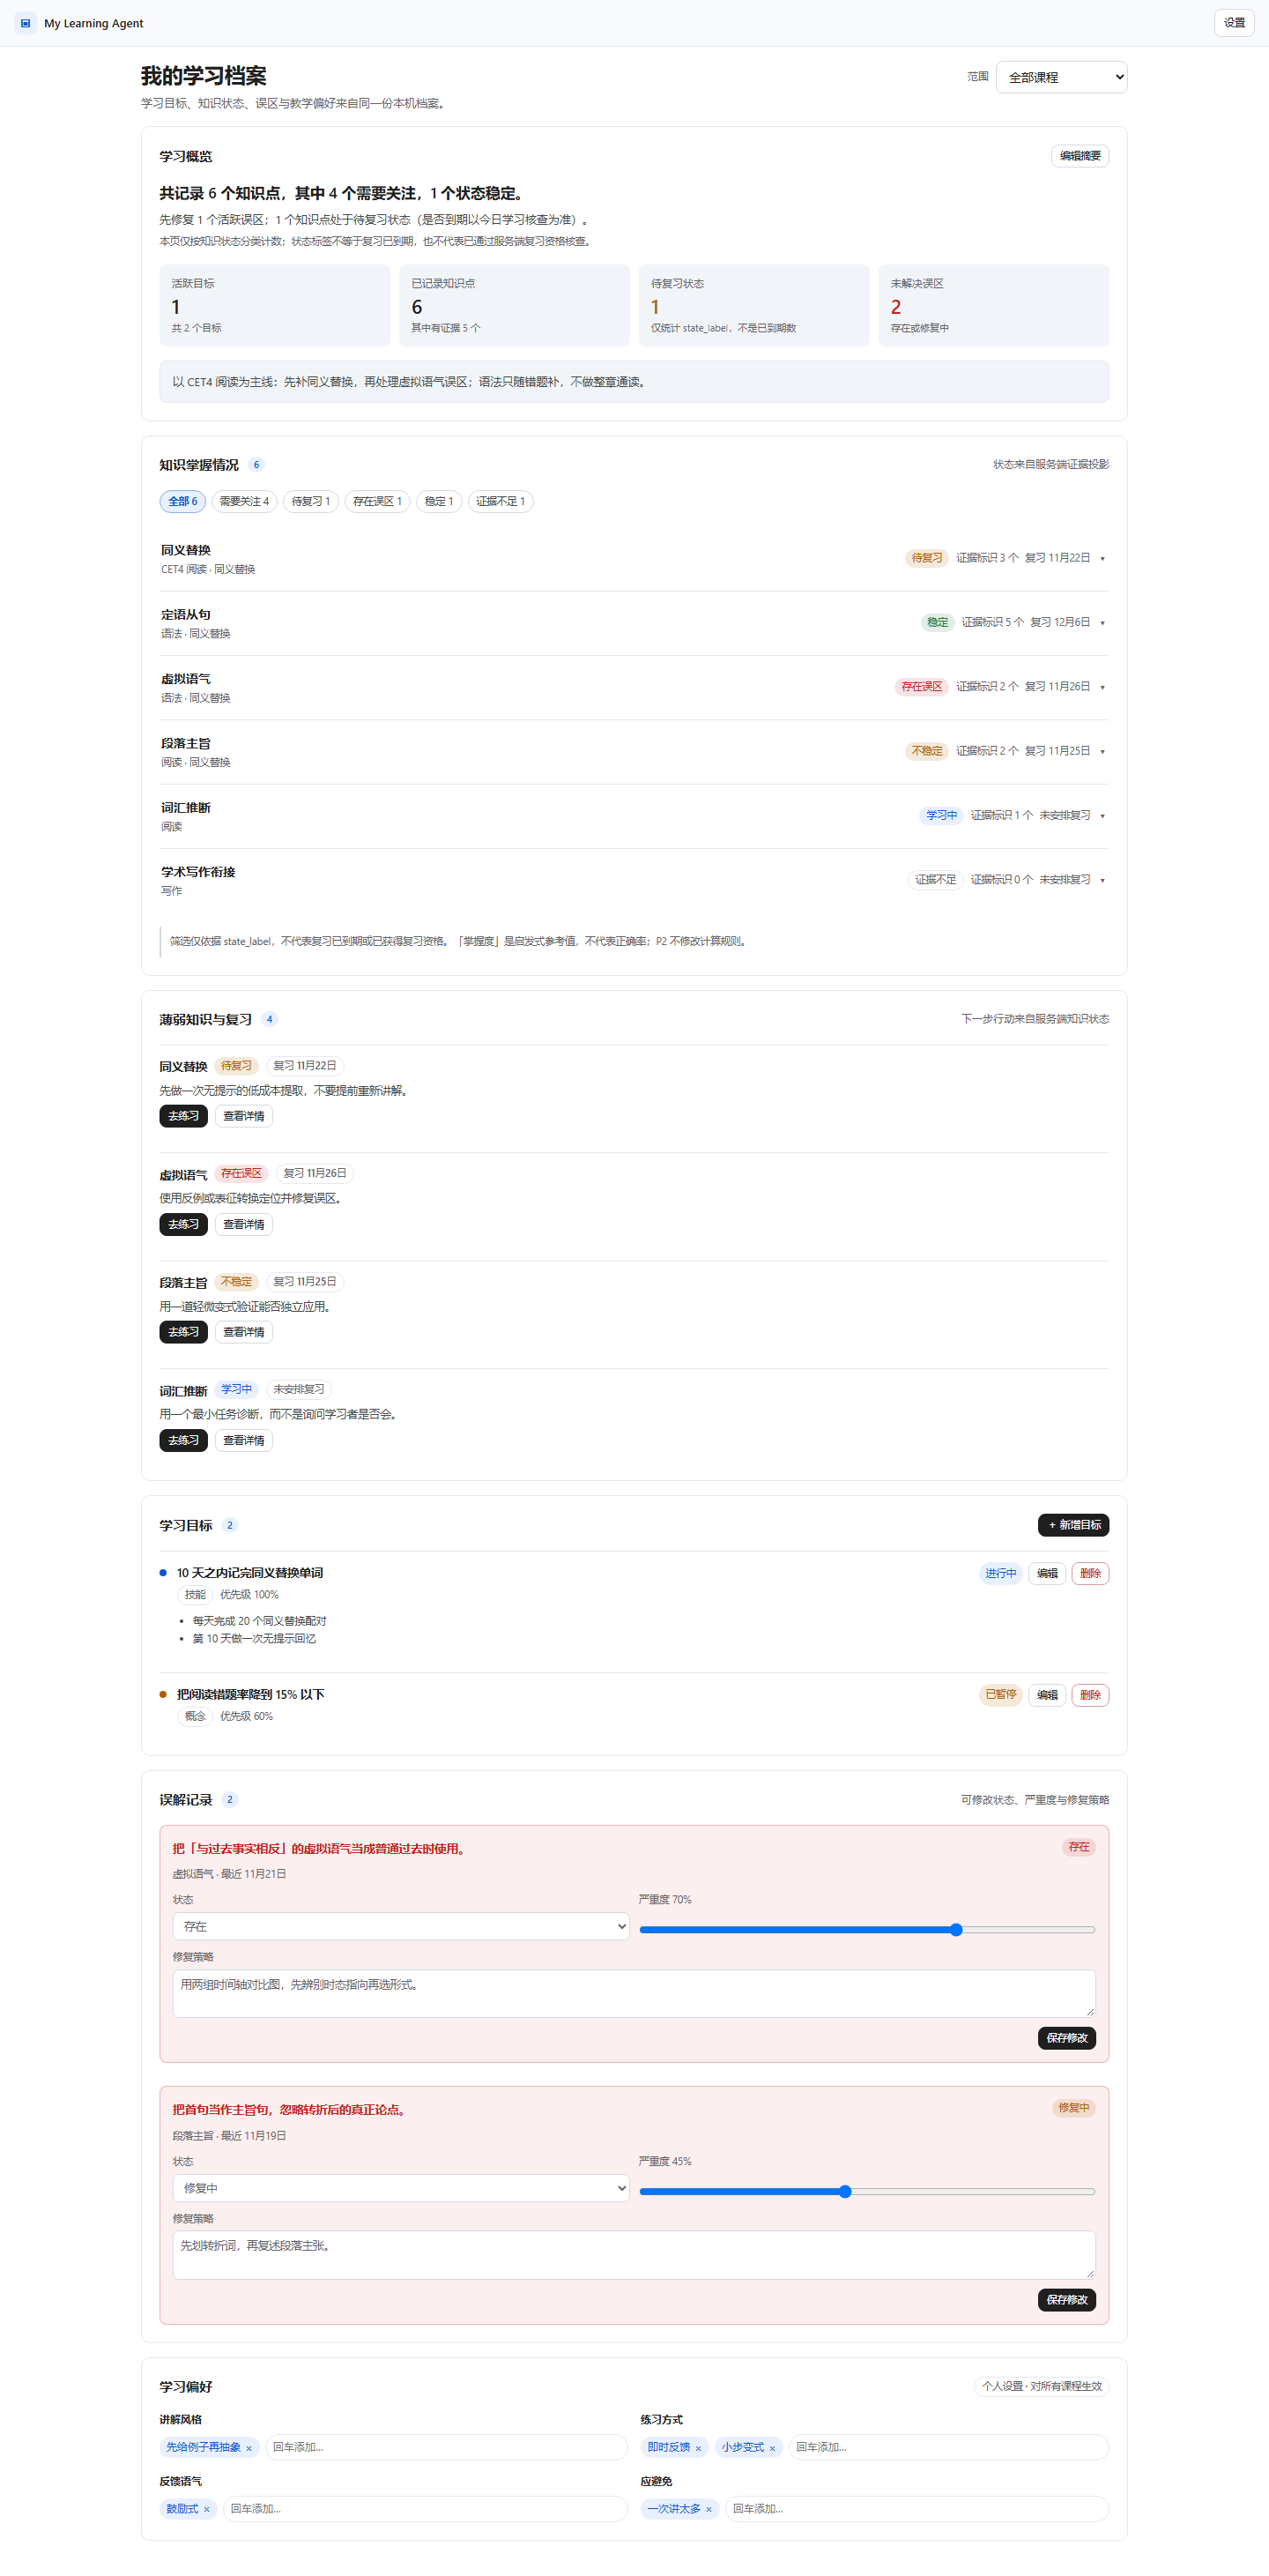 My Learning Agent
设置
我的学习档案
范围 全部课程
学习目标、知识状态、误区与教学偏好来自同一份本机档案。
学习概览
编辑摘要
共记录 6 个知识点，其中 4 个需要关注，1 个状态稳定。
先修复 1 个活跃误区；1 个知识点处于待复习状态（是否到期以今日学习核查为准）。
本页仅按知识状态分类计数；状态标签不等于复习已到期，也不代表已通过服务端复习资格核查。
活跃目标
1
共 2 个目标
已记录知识点
6
其中有证据 5 个
待复习状态
1
仅统计 state_label，不是已到期数
未解决误区
2
存在或修复中
以 CET4 阅读为主线：先补同义替换，再处理虚拟语气误区；语法只随错题补，不做整章通读。
知识掌握情况 6
状态来自服务端证据投影
全部 6 需要关注 4 待复习 1 存在误区 1 稳定 1 证据不足 1
同义替换
CET4 阅读 · 同义替换
待复习 证据标识 3 个 复习 11月22日
定语从句
语法 · 同义替换
稳定 证据标识 5 个 复习 12月6日
虚拟语气
语法 · 同义替换
存在误区 证据标识 2 个 复习 11月26日
段落主旨
阅读 · 同义替换
不稳定 证据标识 2 个 复习 11月25日
词汇推断
阅读
学习中 证据标识 1 个 未安排复习
学术写作衔接
写作
证据不足 证据标识 0 个 未安排复习
筛选仅依据 state_label，不代表复习已到期或已获得复习资格。「掌握度」是启发式参考值，不代表正确率；P2 不修改计算规则。
薄弱知识与复习 4
下一步行动来自服务端知识状态
同义替换 待复习 复习 11月22日
先做一次无提示的低成本提取，不要提前重新讲解。
去练习 查看详情
虚拟语气 存在误区 复习 11月26日
使用反例或表征转换定位并修复误区。
去练习 查看详情
段落主旨 不稳定 复习 11月25日
用一道轻微变式验证能否独立应用。
去练习 查看详情
词汇推断 学习中 未安排复习
用一个最小任务诊断，而不是询问学习者是否会。
去练习 查看详情
学习目标 2
+ 新增目标
10 天之内记完同义替换单词
进行中 编辑 删除
技能 优先级 100%
• 每天完成 20 个同义替换配对
• 第 10 天做一次无提示回忆
把阅读错题率降到 15% 以下
已暂停 编辑 删除
概念 优先级 60%
误解记录 2
可修改状态、严重度与修复策略
把「与过去事实相反」的虚拟语气当成普通过去时使用。
存在
虚拟语气 · 最近 11月21日
状态 严重度 70%
存在
修复策略
用两组时间轴对比图，先辨别时态指向再选形式。
保存修改
把首句当作主旨句，忽略转折后的真正论点。
修复中
段落主旨 · 最近 11月19日
状态 严重度 45%
修复中
修复策略
先划转折词，再复述段落主张。
保存修改
学习偏好
个人设置 · 对所有课程生效
讲解风格
先给例子再抽象 × 回车添加...
练习方式
即时反馈 × 小步变式 × 回车添加...
反馈语气
鼓励式 × 回车添加...
应避免
一次讲太多 × 回车添加...